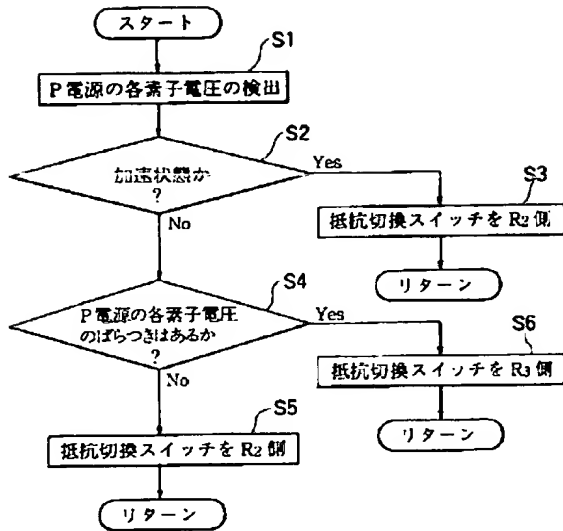 スタート
S1
P電源の各素子電圧の検出
S2
加速状態か
?
Yes
No
S3
抵抗切換スイッチをR2側
リターン
S4
P電源の各素子電圧
のばらつきはあるか
?
Yes
No
S6
抵抗切換スイッチをR3側
リターン
S5
抵抗切換スイッチをR2側
リターン